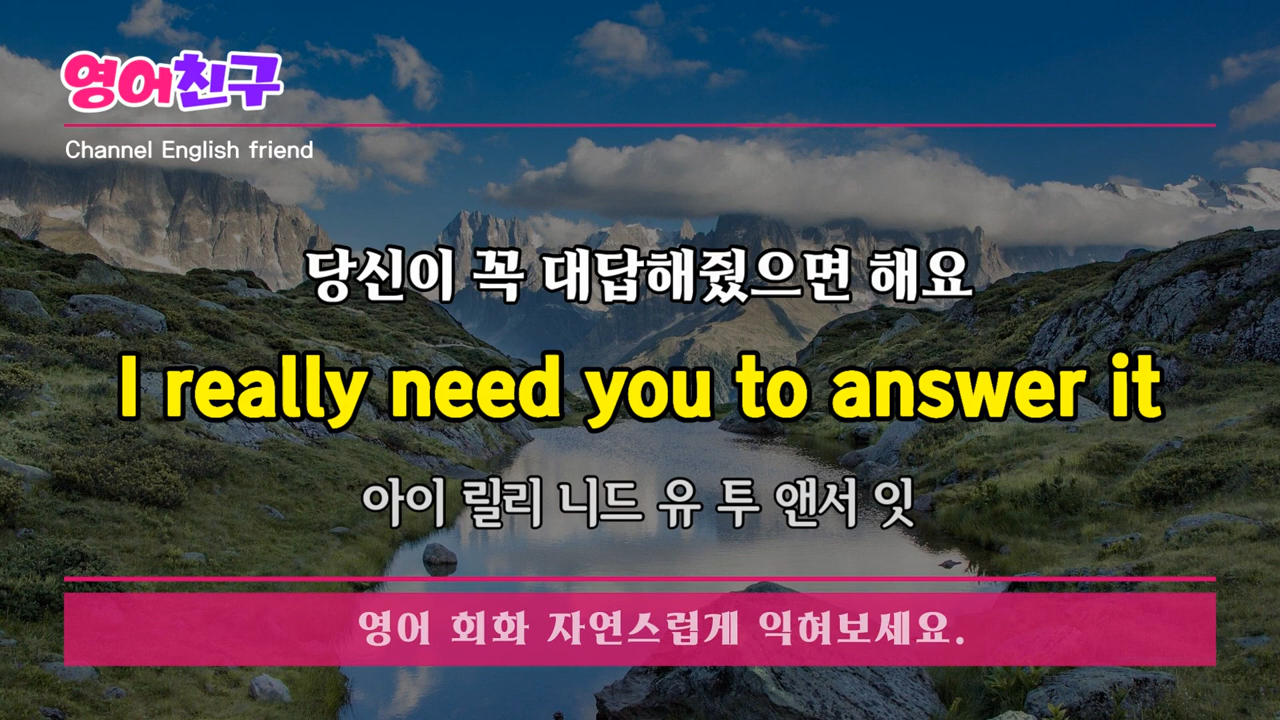 영어친구
Channel English friend
당신이 꼭 대답해줬으면 해요
I really need you to answer it
아이 릴리 니드 유 투 앤서 잇
영어 회화 자연스럽게 익혀보세요.